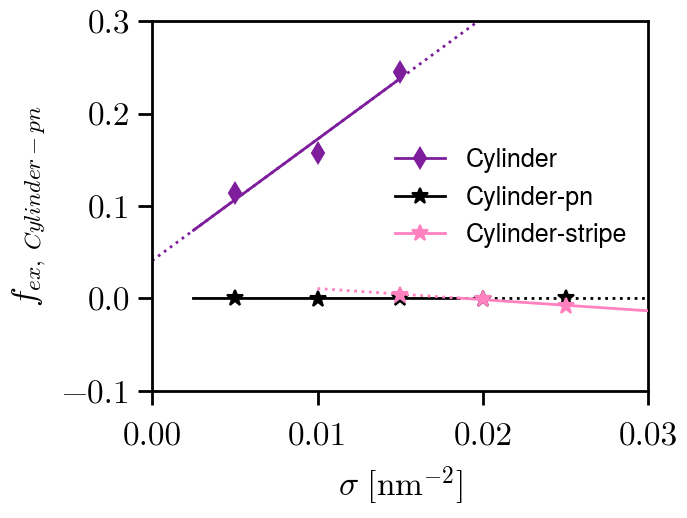 0.3
0.2
0.1
0.0
−0.1
f_{ex, Cylinder−pn}
Cylinder
Cylinder-pn
Cylinder-stripe
0.00 0.01 0.02 0.03
σ [nm⁻²]